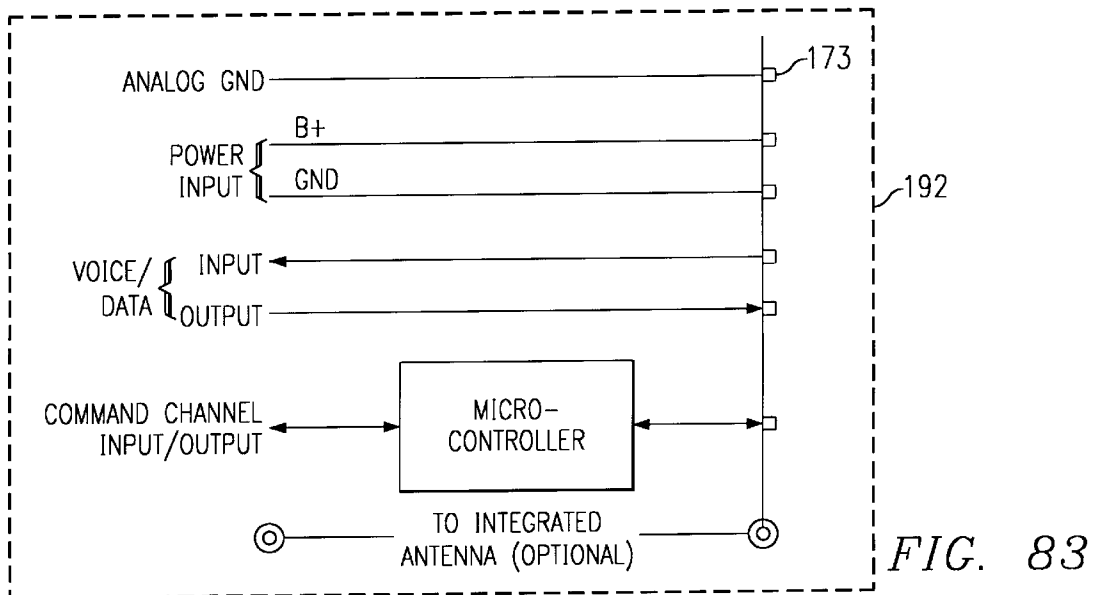 ANALOG GND
173
B+
POWER
INPUT
GND
192
VOICE/
DATA
INPUT
OUTPUT
COMMAND CHANNEL
INPUT/OUTPUT
MICRO-
CONTROLLER
TO INTEGRATED
ANTENNA (OPTIONAL)
FIG. 83